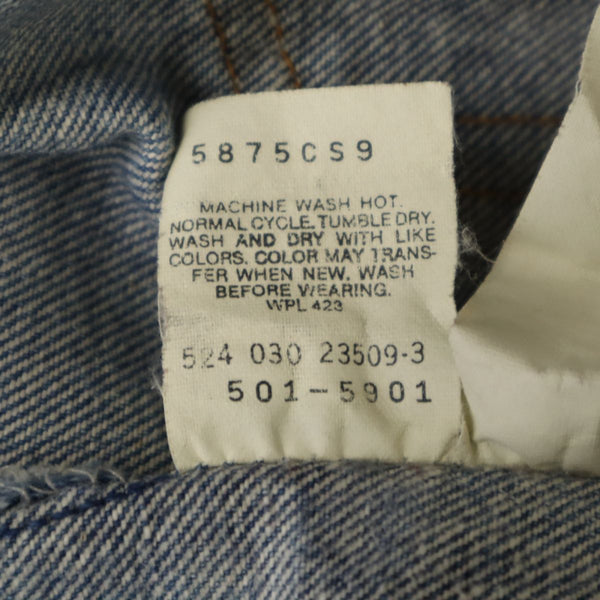 5875CS9
MACHINE WASH HOT.
NORMAL CYCLE. TUMBLE DRY.
WASH AND DRY WITH LIKE
COLORS. COLOR MAY TRANS-
FER WHEN NEW. WASH
BEFORE WEARING.
WPL 423
524 030 23509-3
501-5901